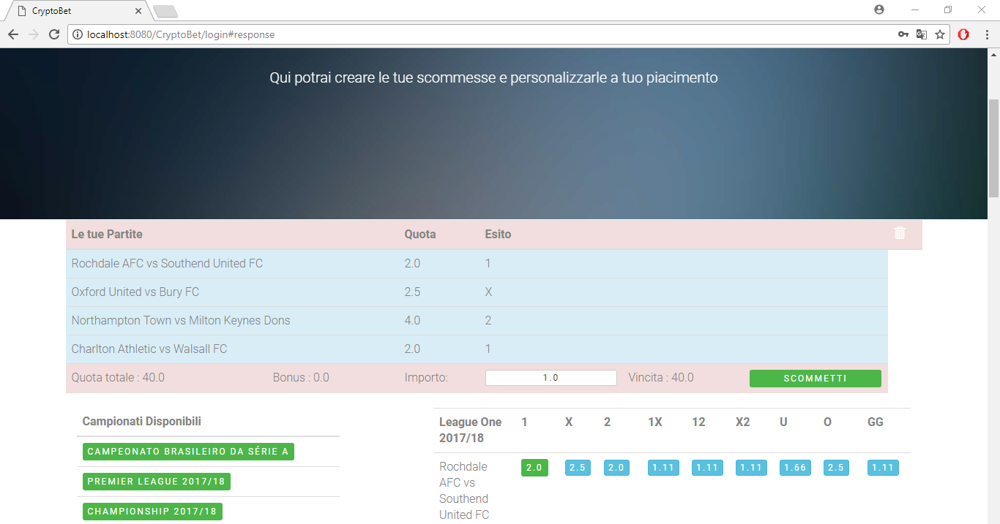 CryptoBet
localhost:8080/CryptoBet/login#response
Qui potrai creare le tue scommesse e personalizzarle a tuo piacimento
Le tue Partite Quota Esito
Rochdale AFC vs Southend United FC 2.0 1
Oxford United vs Bury FC 2.5 X
Northampton Town vs Milton Keynes Dons 4.0 2
Charlton Athletic vs Walsall FC 2.0 1
Quota totale : 40.0 Bonus : 0.0 Importo: 1.0 Vincita : 40.0 SCOMMETTI
Campionati Disponibili
CAMPEONATO BRASILEIRO DA SÉRIE A
PREMIER LEAGUE 2017/18
CHAMPIONSHIP 2017/18
League One 1 X 2 1X 12 X2 U O GG
2017/18
Rochdale 2.0 2.5 2.0 1.11 1.11 1.11 1.66 2.5 1.11
AFC vs
Southend
United FC